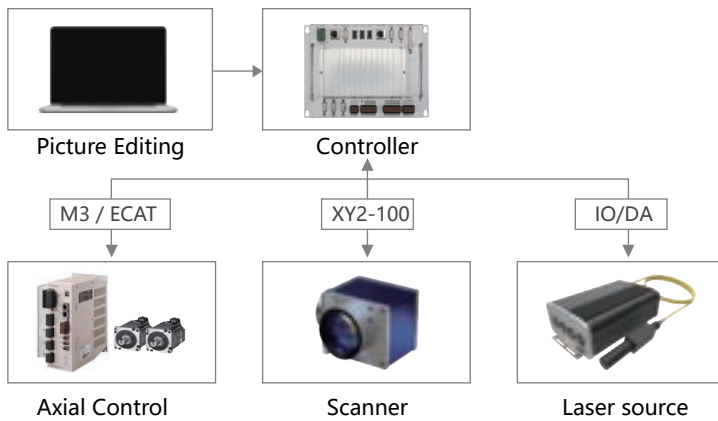 Picture Editing
Controller
M3 / ECAT
XY2-100
IO/DA
Axial Control
Scanner
Laser source